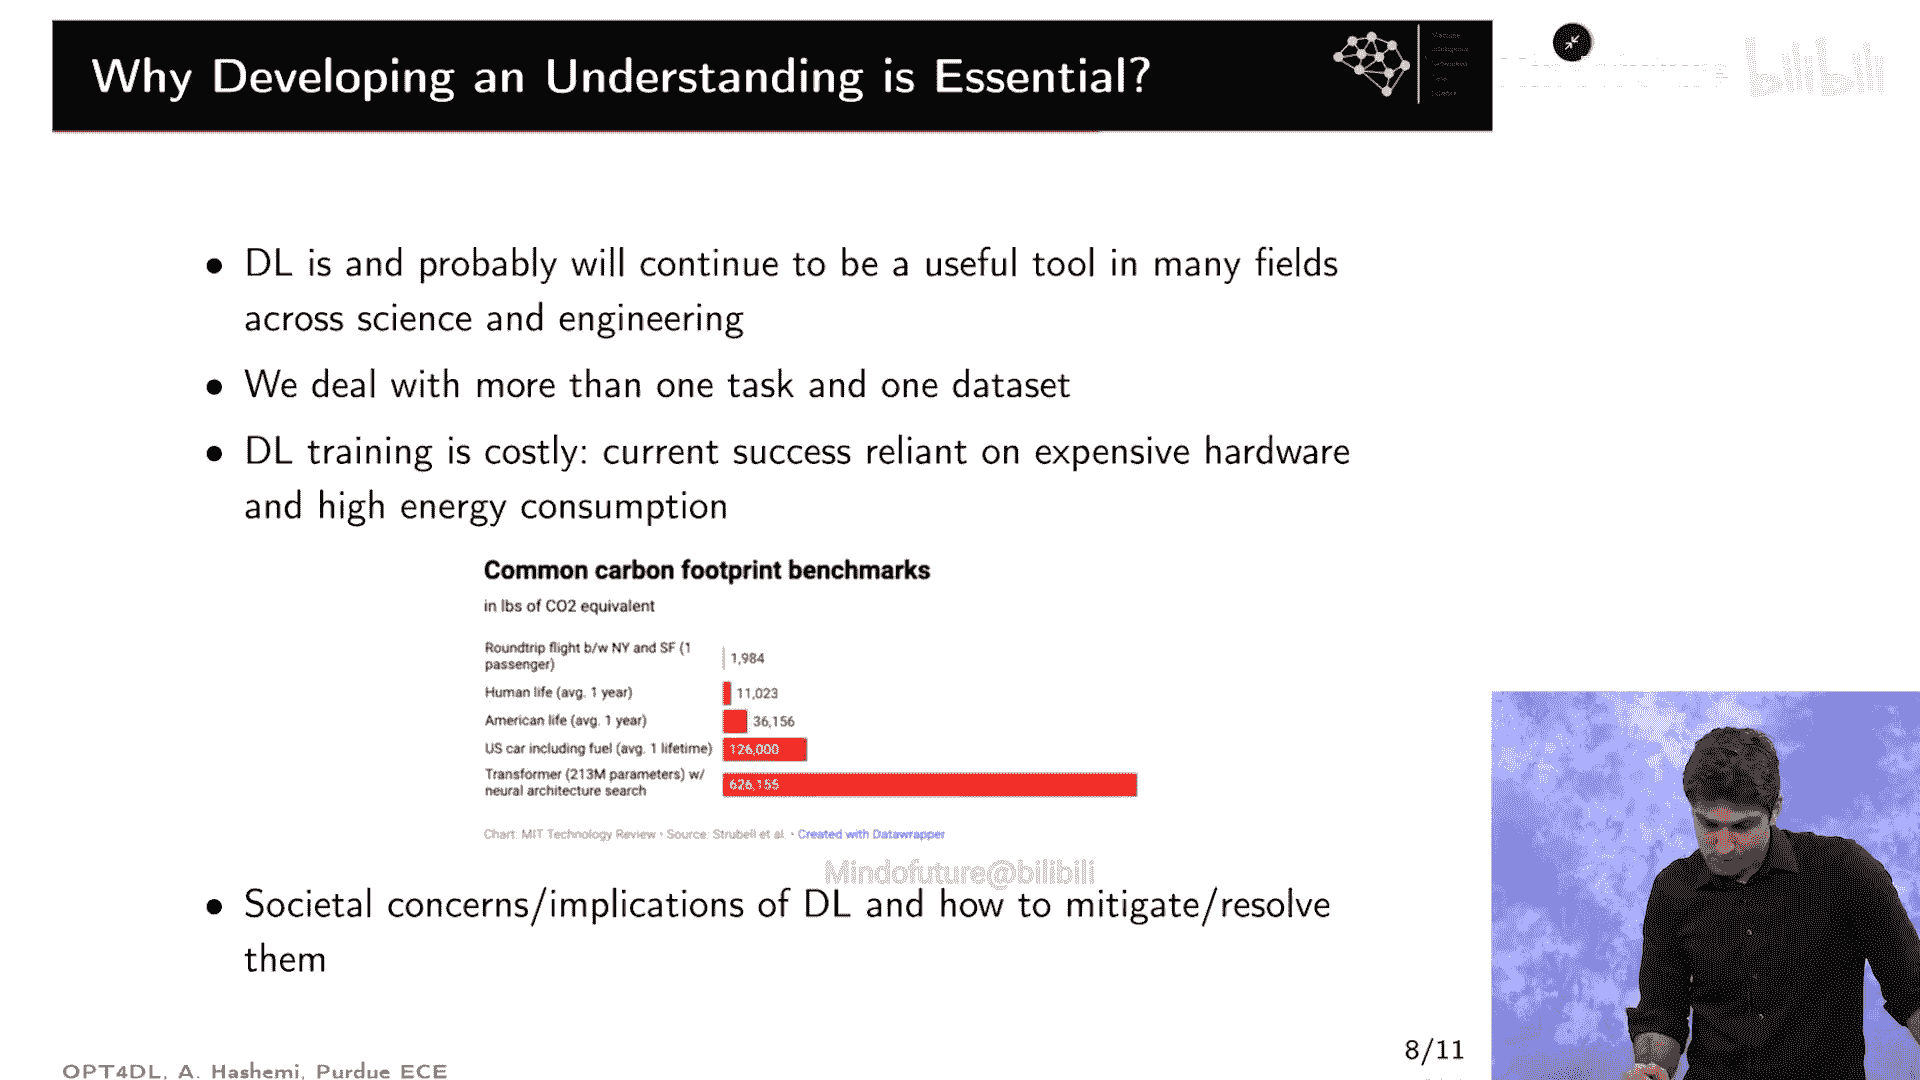 Why Developing an Understanding is Essential?
bilibili
• DL is and probably will continue to be a useful tool in many fields
across science and engineering
• We deal with more than one task and one dataset
• DL training is costly: current success reliant on expensive hardware
and high energy consumption
Common carbon footprint benchmarks
in lbs of CO2 equivalent
Roundtrip flight b/w NY and SF (1
passenger)
1,984
Human life (avg. 1 year) 11,023
American life (avg. 1 year) 36,156
US car including fuel (avg. 1 lifetime) 126,000
Transformer (213M parameters) w/
neural architecture search
626,155
Chart: MIT Technology Review • Source: Strubell et al. • Created with Datawrapper
Mindofuture@bilibili
• Societal concerns/implications of DL and how to mitigate/resolve
them
8/11
OPT4DL, A. Hashemi, Purdue ECE